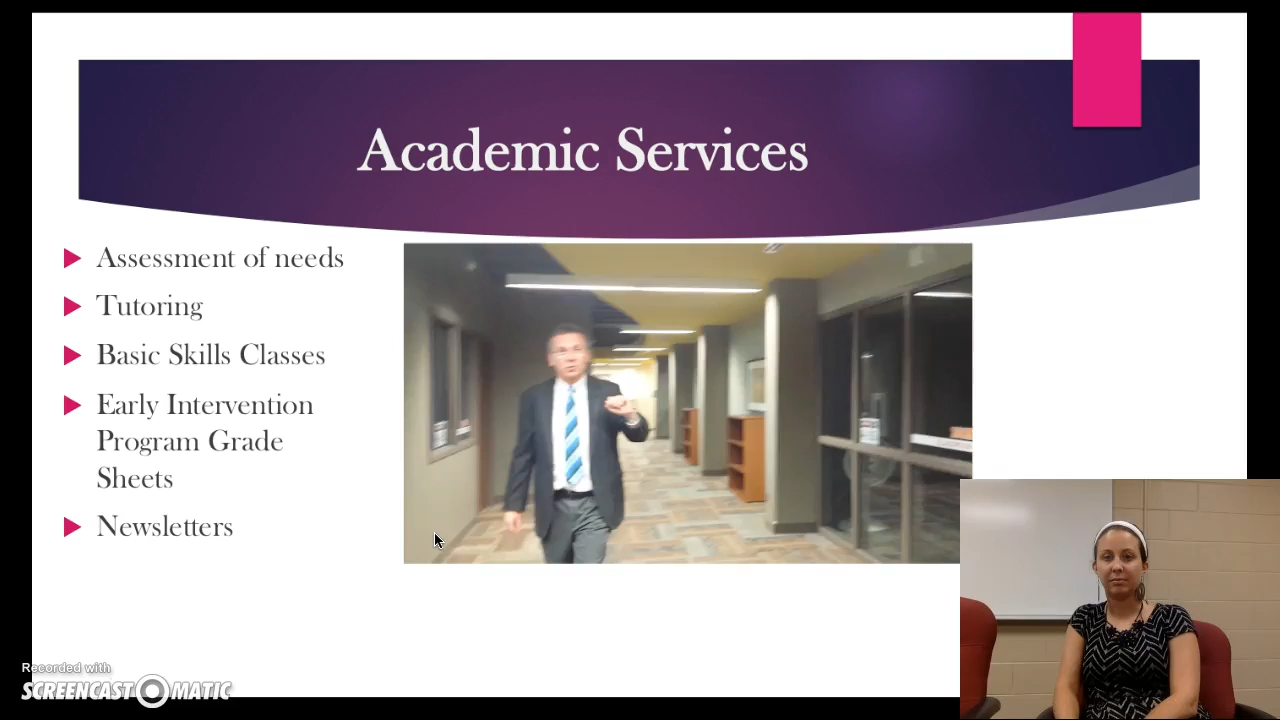 Academic Services
Assessment of needs
Tutoring
Basic Skills Classes
Early Intervention
Program Grade
Sheets
Newsletters
Recorded with
SCREENCAST-O-MATIC